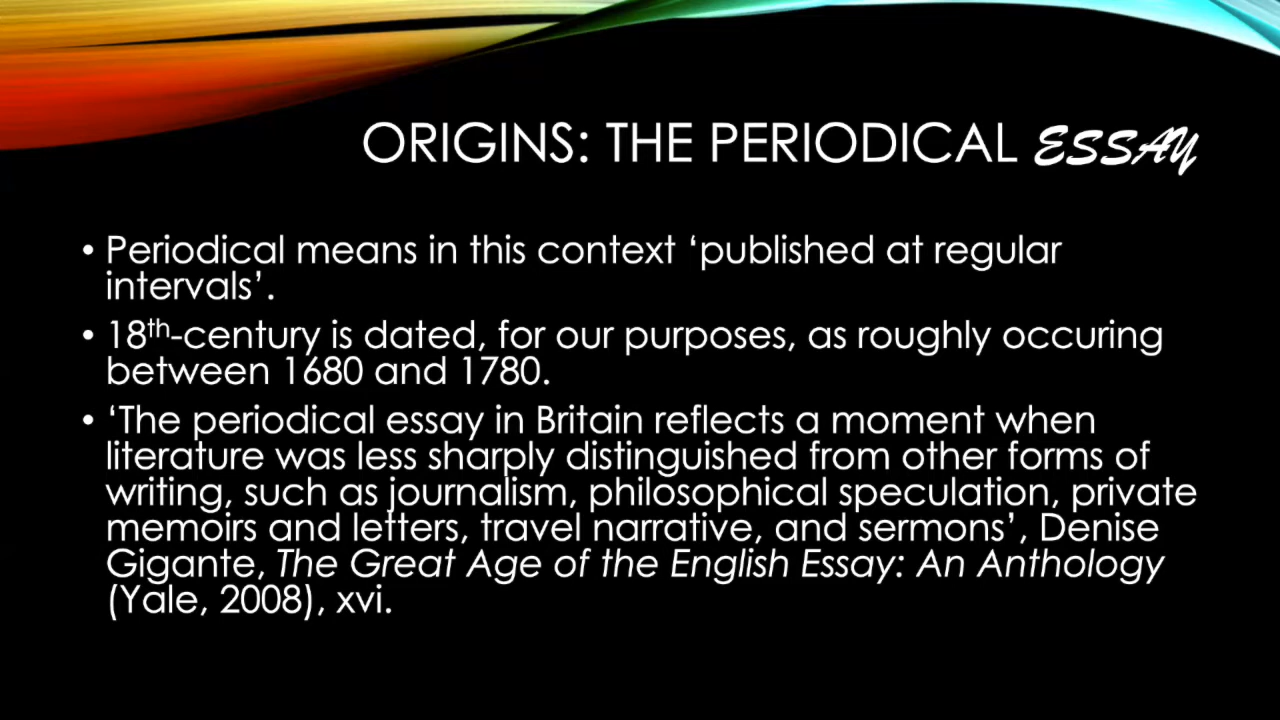 ORIGINS: THE PERIODICAL ESSAY
• Periodical means in this context ‘published at regular
intervals’.
• 18th-century is dated, for our purposes, as roughly occuring
between 1680 and 1780.
• ‘The periodical essay in Britain reflects a moment when
literature was less sharply distinguished from other forms of
writing, such as journalism, philosophical speculation, private
memoirs and letters, travel narrative, and sermons’, Denise
Gigante, The Great Age of the English Essay: An Anthology
(Yale, 2008), xvi.